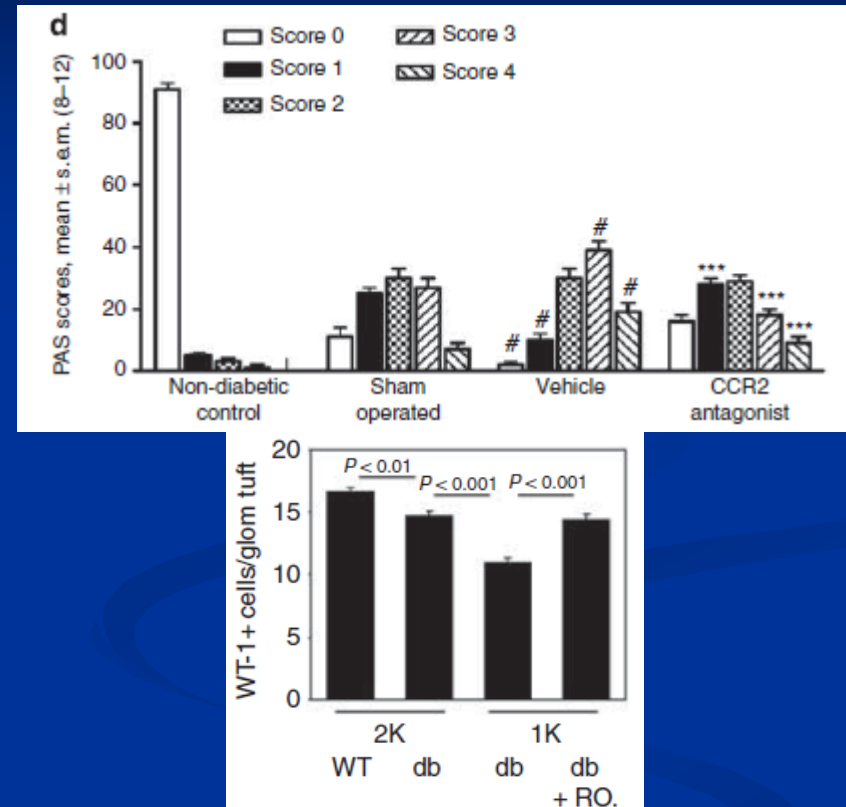 d
Score 0
Score 1
Score 2
Score 3
Score 4
PAS scores, mean ± s.e.m. (8–12)
100
80
60
40
20
0
# # # #
*** *** ***
Non-diabetic control
Sham operated
Vehicle
CCR2 antagonist
WT-1+ cells/glom tuft
20
15
10
5
0
P < 0.01
P < 0.001
P < 0.001
2K 1K
WT db db db
+ RO.